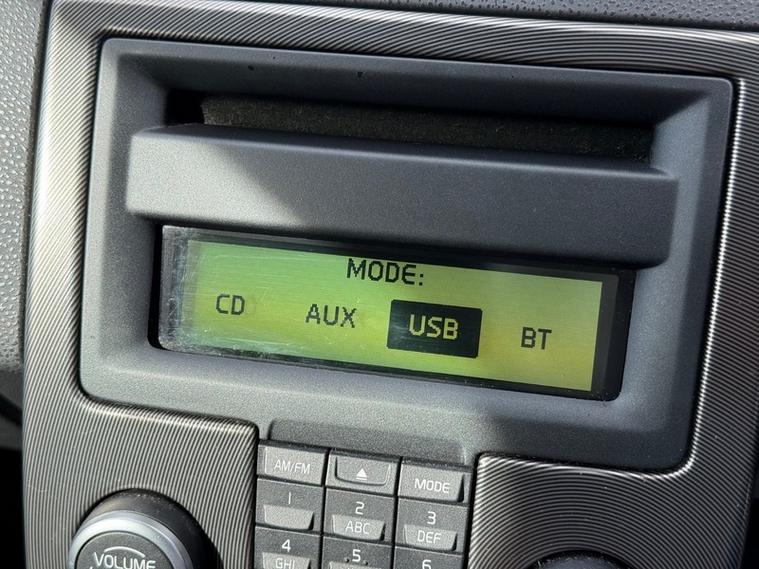 MODE:
CD AUX USB BT
AM/FM MODE
1 2 3
ABC DEF
4 5 6
GHI
VOLUME